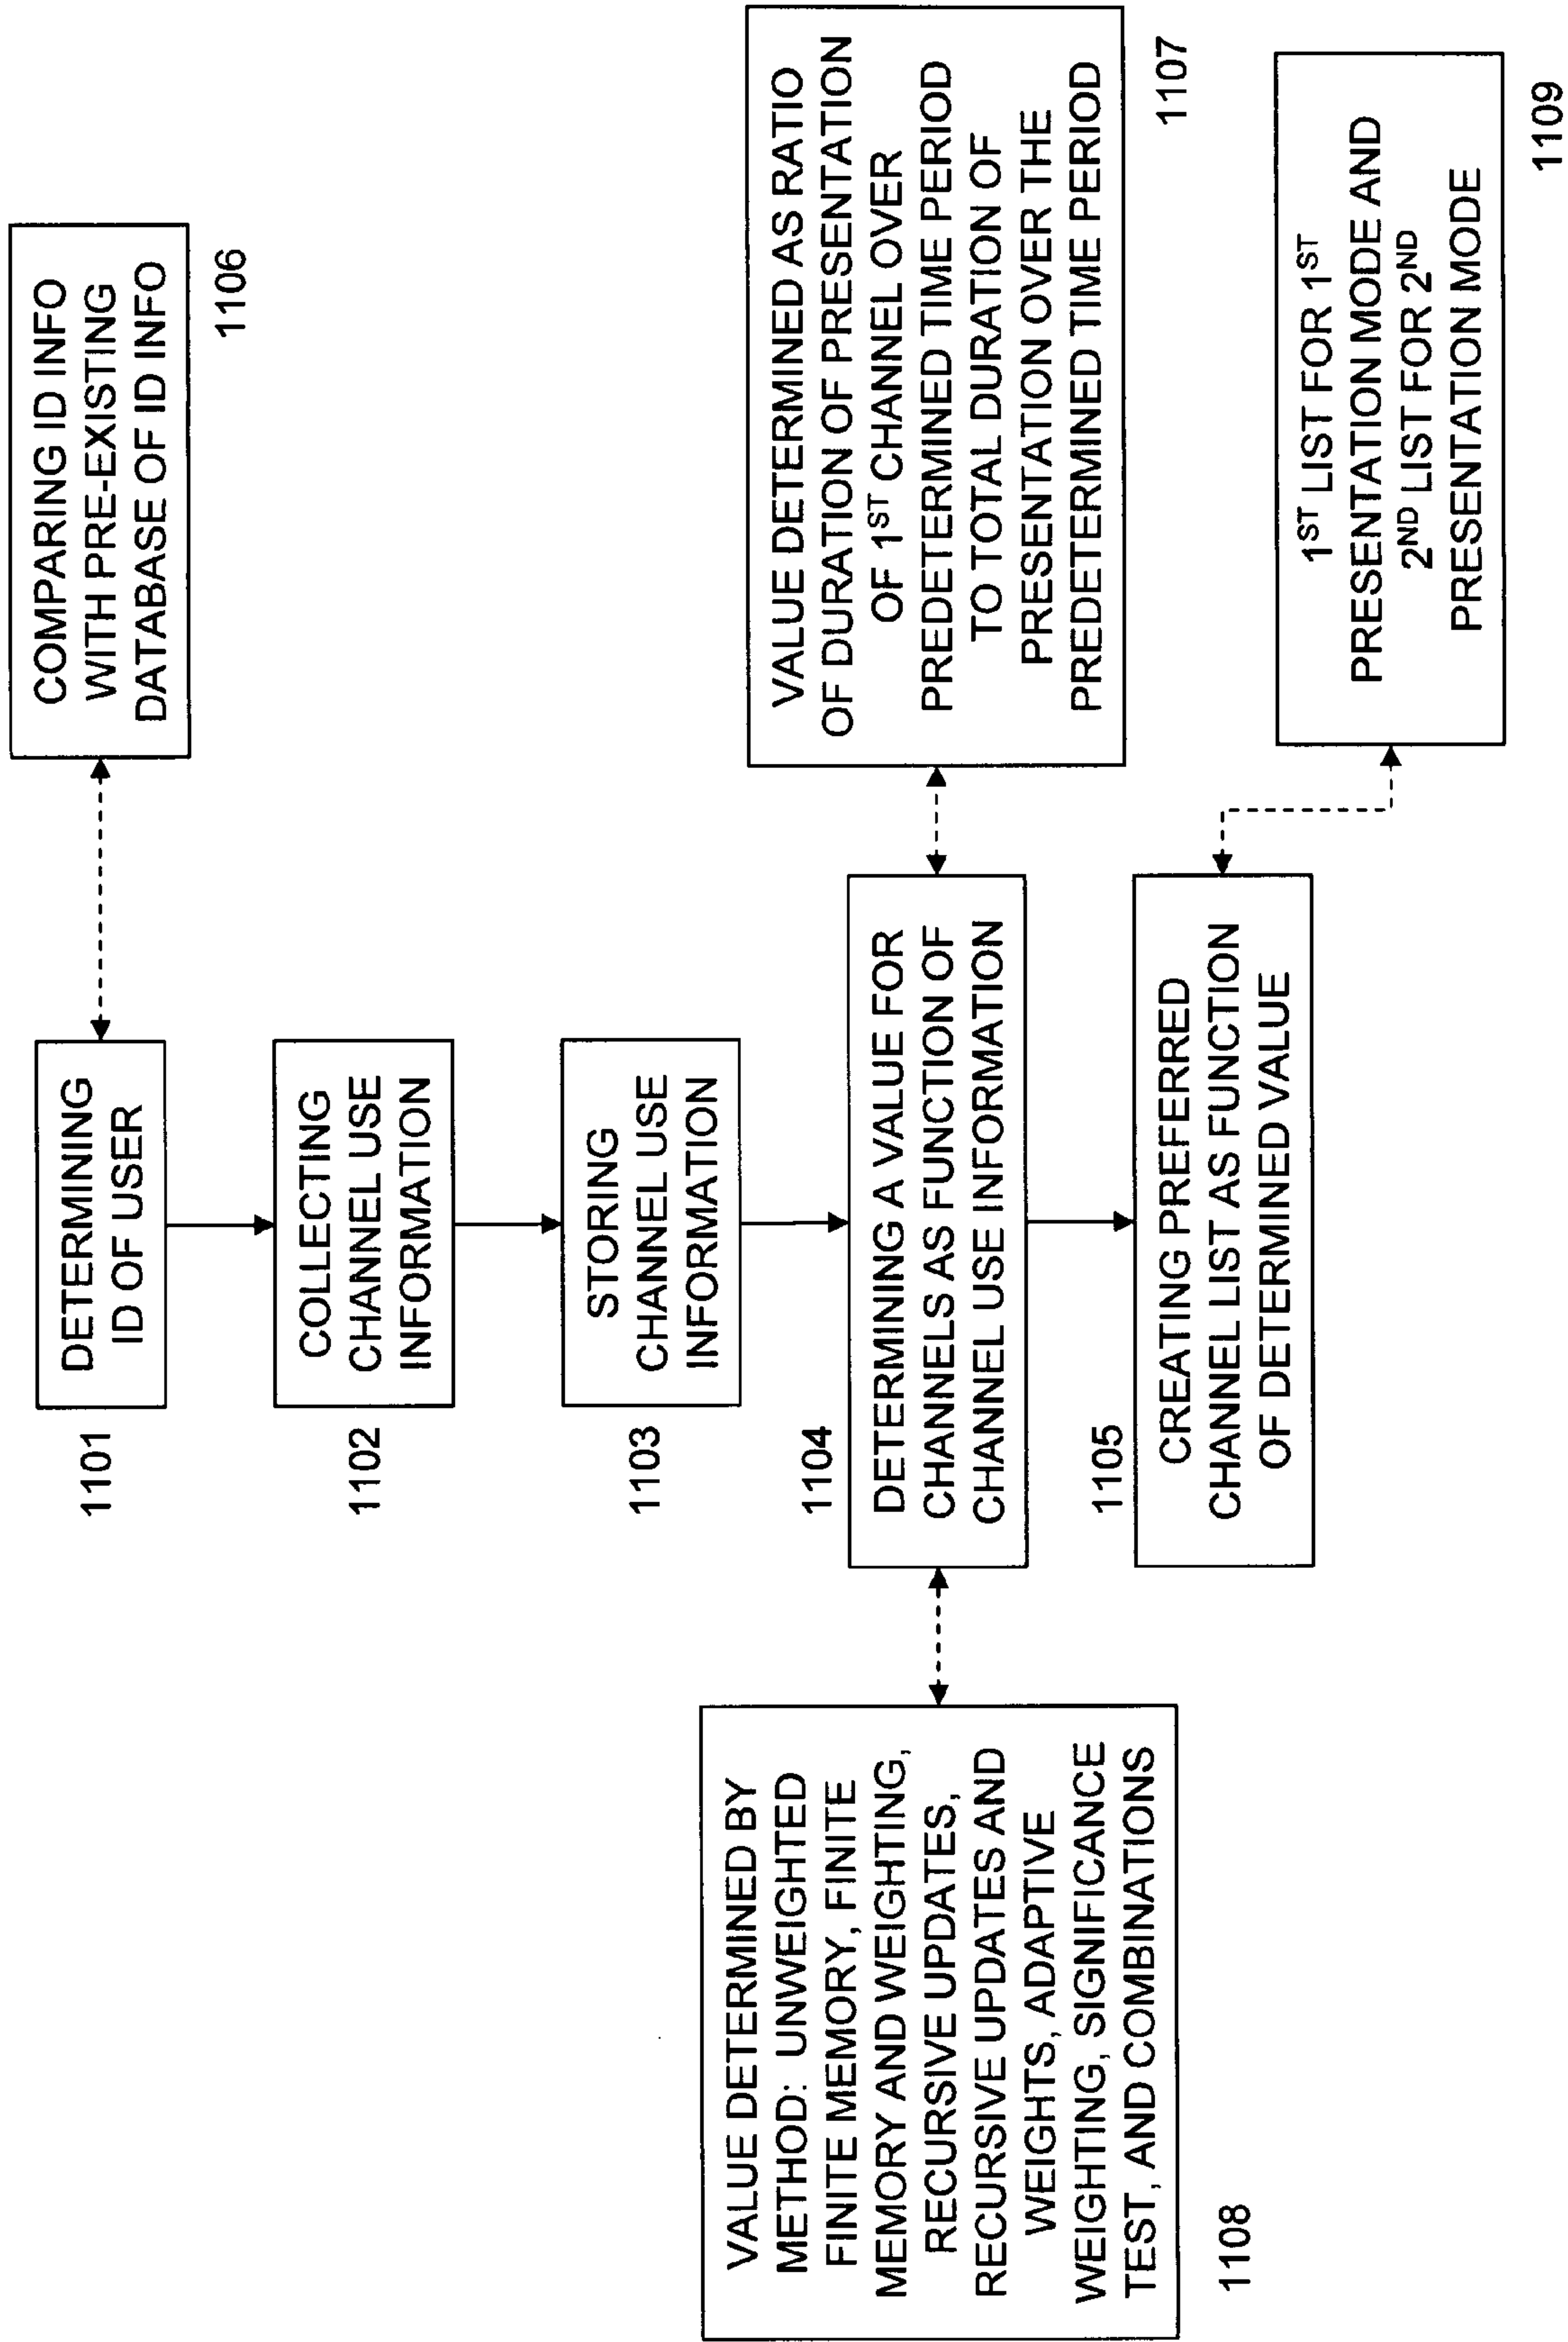 DETERMINING
ID OF USER
1101
COMPARING ID INFO
WITH PRE-EXISTING
DATABASE OF ID INFO
1106
COLLECTING
CHANNEL USE
INFORMATION
1102
STORING
CHANNEL USE
INFORMATION
1103
DETERMINING A VALUE FOR
CHANNELS AS FUNCTION OF
CHANNEL USE INFORMATION
1104
VALUE DETERMINED AS RATIO
OF DURATION OF PRESENTATION
OF 1ST CHANNEL OVER
PREDETERMINED TIME PERIOD
TO TOTAL DURATION OF
PRESENTATION OVER THE
PREDETERMINED TIME PERIOD
1107
VALUE DETERMINED BY
METHOD: UNWEIGHTED
FINITE MEMORY, FINITE
MEMORY AND WEIGHTING,
RECURSIVE UPDATES,
RECURSIVE UPDATES AND
WEIGHTS, ADAPTIVE
WEIGHTING, SIGNIFICANCE
TEST, AND COMBINATIONS
1108
CREATING PREFERRED
CHANNEL LIST AS FUNCTION
OF DETERMINED VALUE
1105
1ST LIST FOR 1ST
PRESENTATION MODE AND
2ND LIST FOR 2ND
PRESENTATION MODE
1109